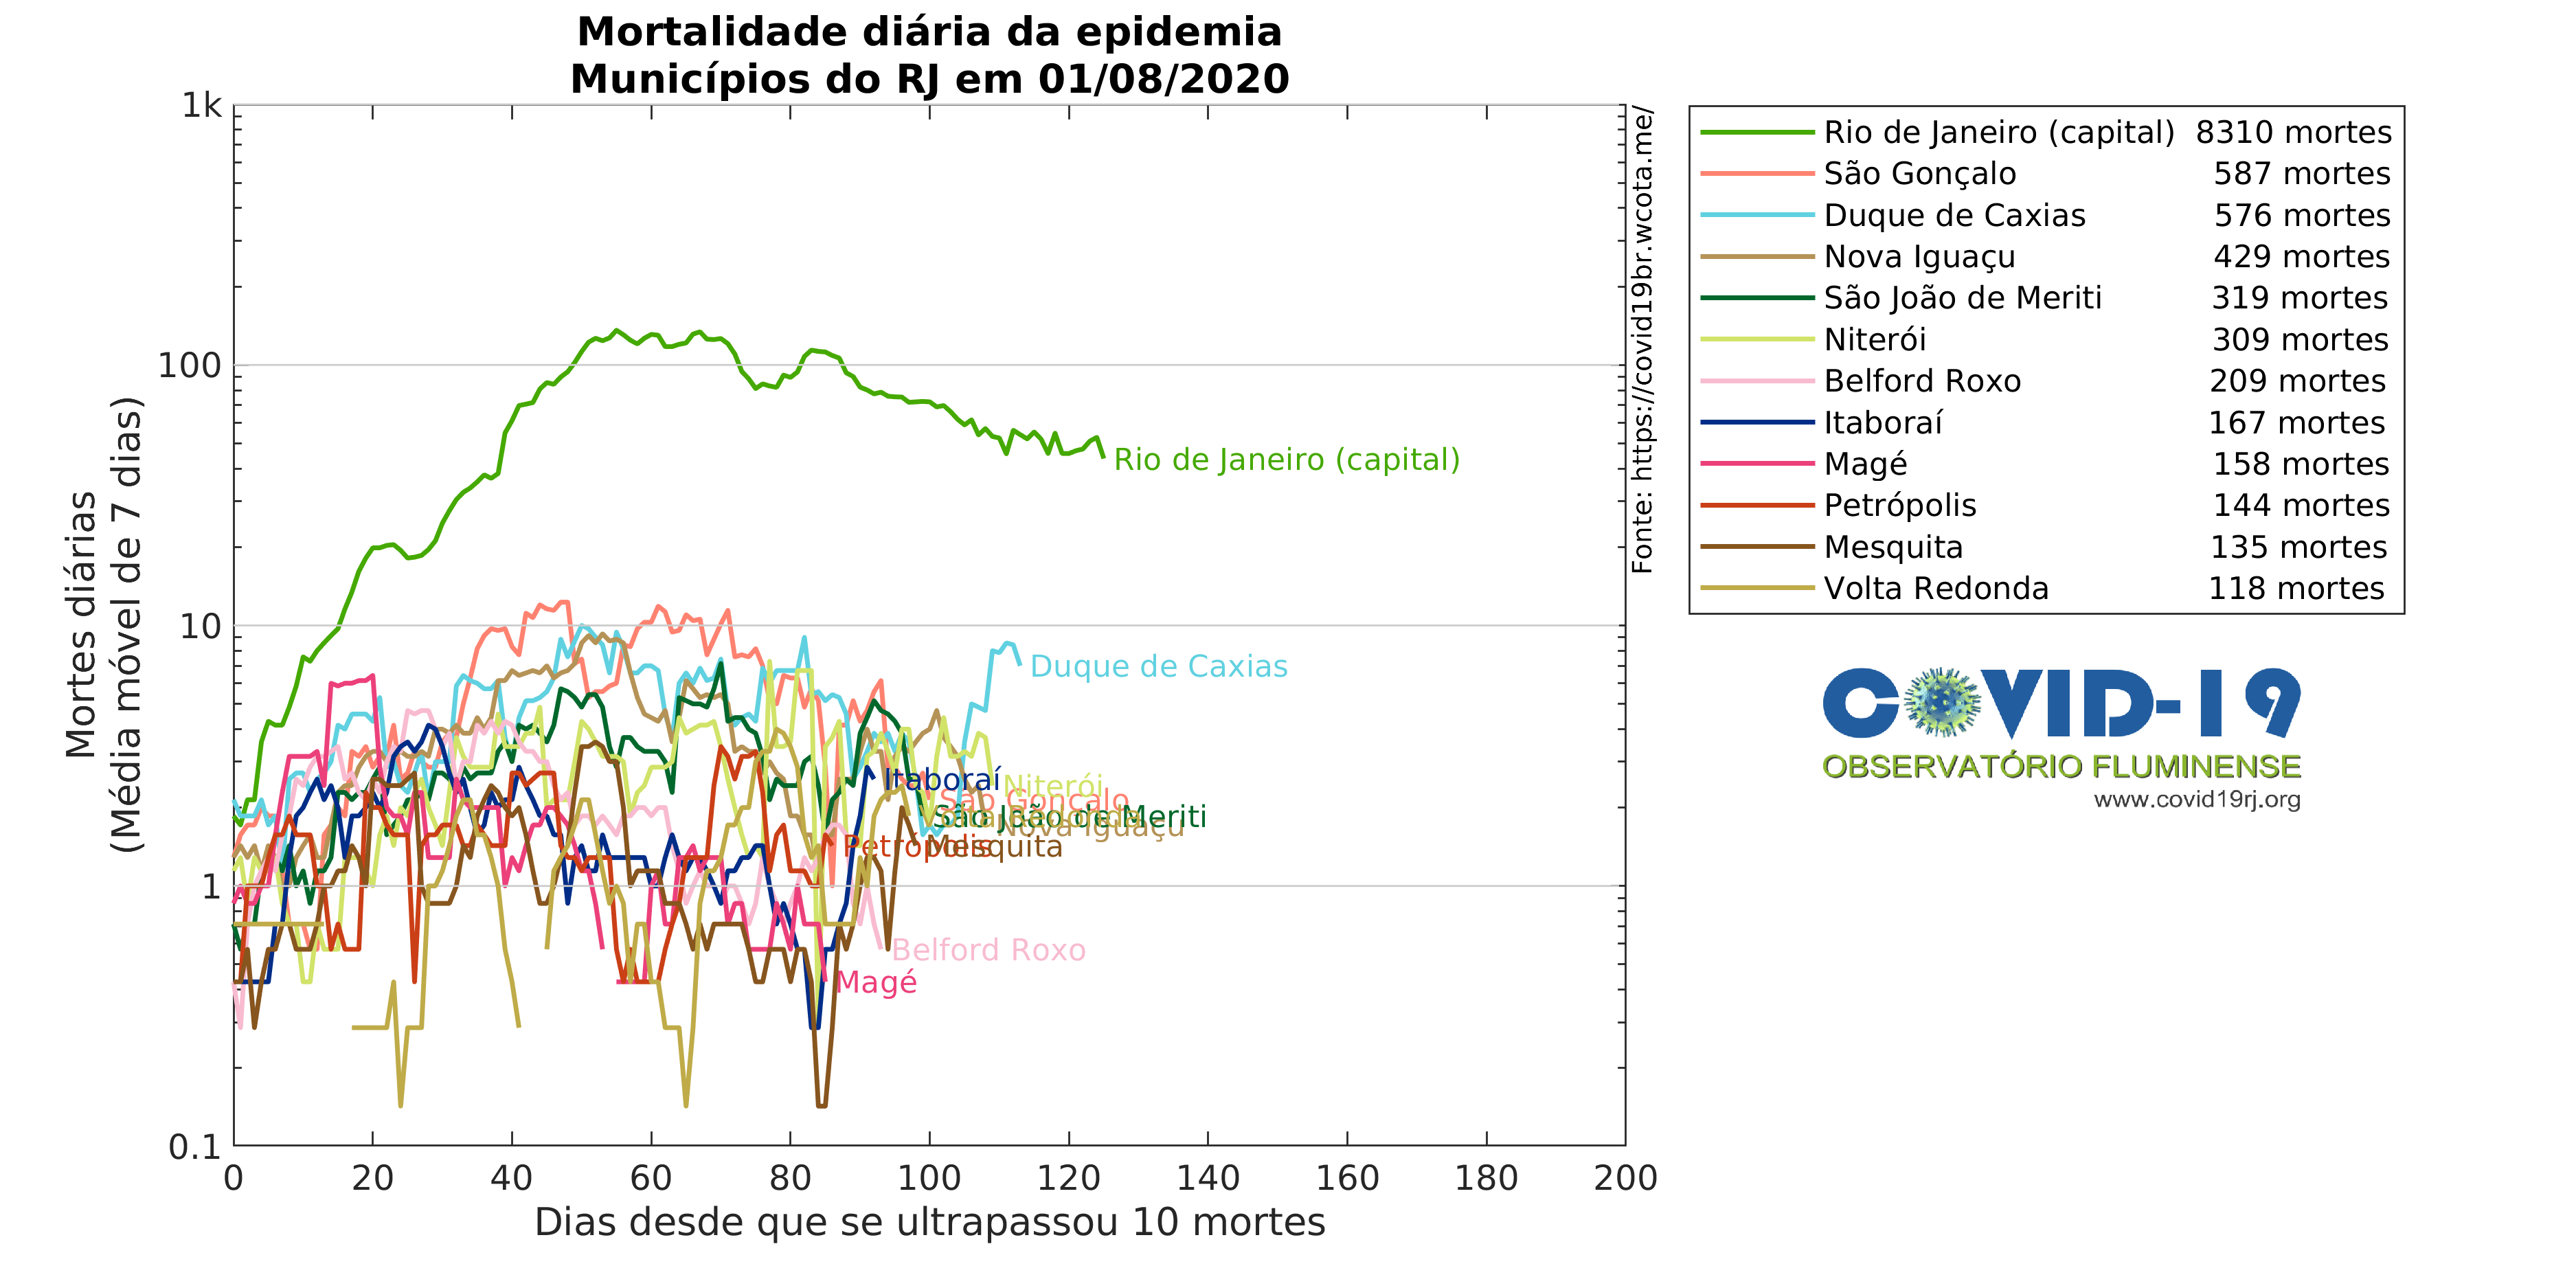 Mortalidade diária da epidemia
Municípios do RJ em 01/08/2020
Mortes diárias
(Média móvel de 7 dias)
1k
100
10
1
0.1
0
20
40
60
80
100
120
140
160
180
200
Dias desde que se ultrapassou 10 mortes
Rio de Janeiro (capital)
Duque de Caxias
Itaboraí
Niterói
São Gonçalo
São João de Meriti
Volta Redonda
Nova Iguaçu
Petrópolis
Mesquita
Belford Roxo
Magé
Fonte: https://covid19br.wcota.me/
Rio de Janeiro (capital) 8310 mortes
São Gonçalo 587 mortes
Duque de Caxias 576 mortes
Nova Iguaçu 429 mortes
São João de Meriti 319 mortes
Niterói 309 mortes
Belford Roxo 209 mortes
Itaboraí 167 mortes
Magé 158 mortes
Petrópolis 144 mortes
Mesquita 135 mortes
Volta Redonda 118 mortes
COVID-19
OBSERVATÓRIO FLUMINENSE
www.covid19rj.org